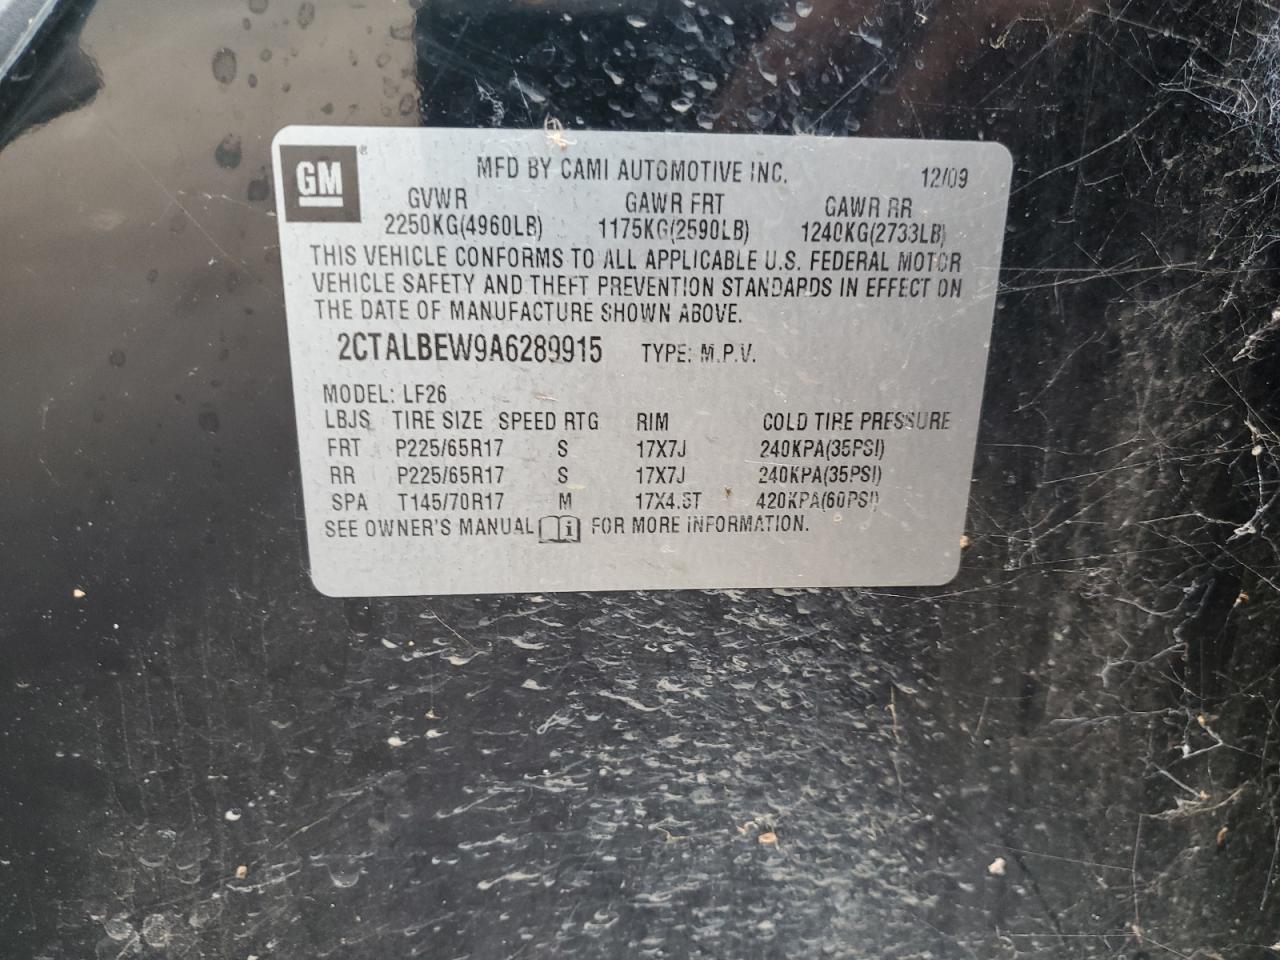 GM®
MFD BY CAMI AUTOMOTIVE INC. 12/09
GVWR GAWR FRT GAWR RR
2250KG(4960LB) 1175KG(2590LB) 1240KG(2733LB)
THIS VEHICLE CONFORMS TO ALL APPLICABLE U.S. FEDERAL MOTOR
VEHICLE SAFETY AND THEFT PREVENTION STANDARDS IN EFFECT ON
THE DATE OF MANUFACTURE SHOWN ABOVE.
2CTALBEW9A6289915 TYPE: M.P.V.
MODEL: LF26
LBJS TIRE SIZE SPEED RTG RIM COLD TIRE PRESSURE
FRT P225/65R17 S 17X7J 240KPA(35PSI)
RR P225/65R17 S 17X7J 240KPA(35PSI)
SPA T145/70R17 M 17X4.5T 420KPA(60PSI)
SEE OWNER'S MANUAL i FOR MORE INFORMATION.